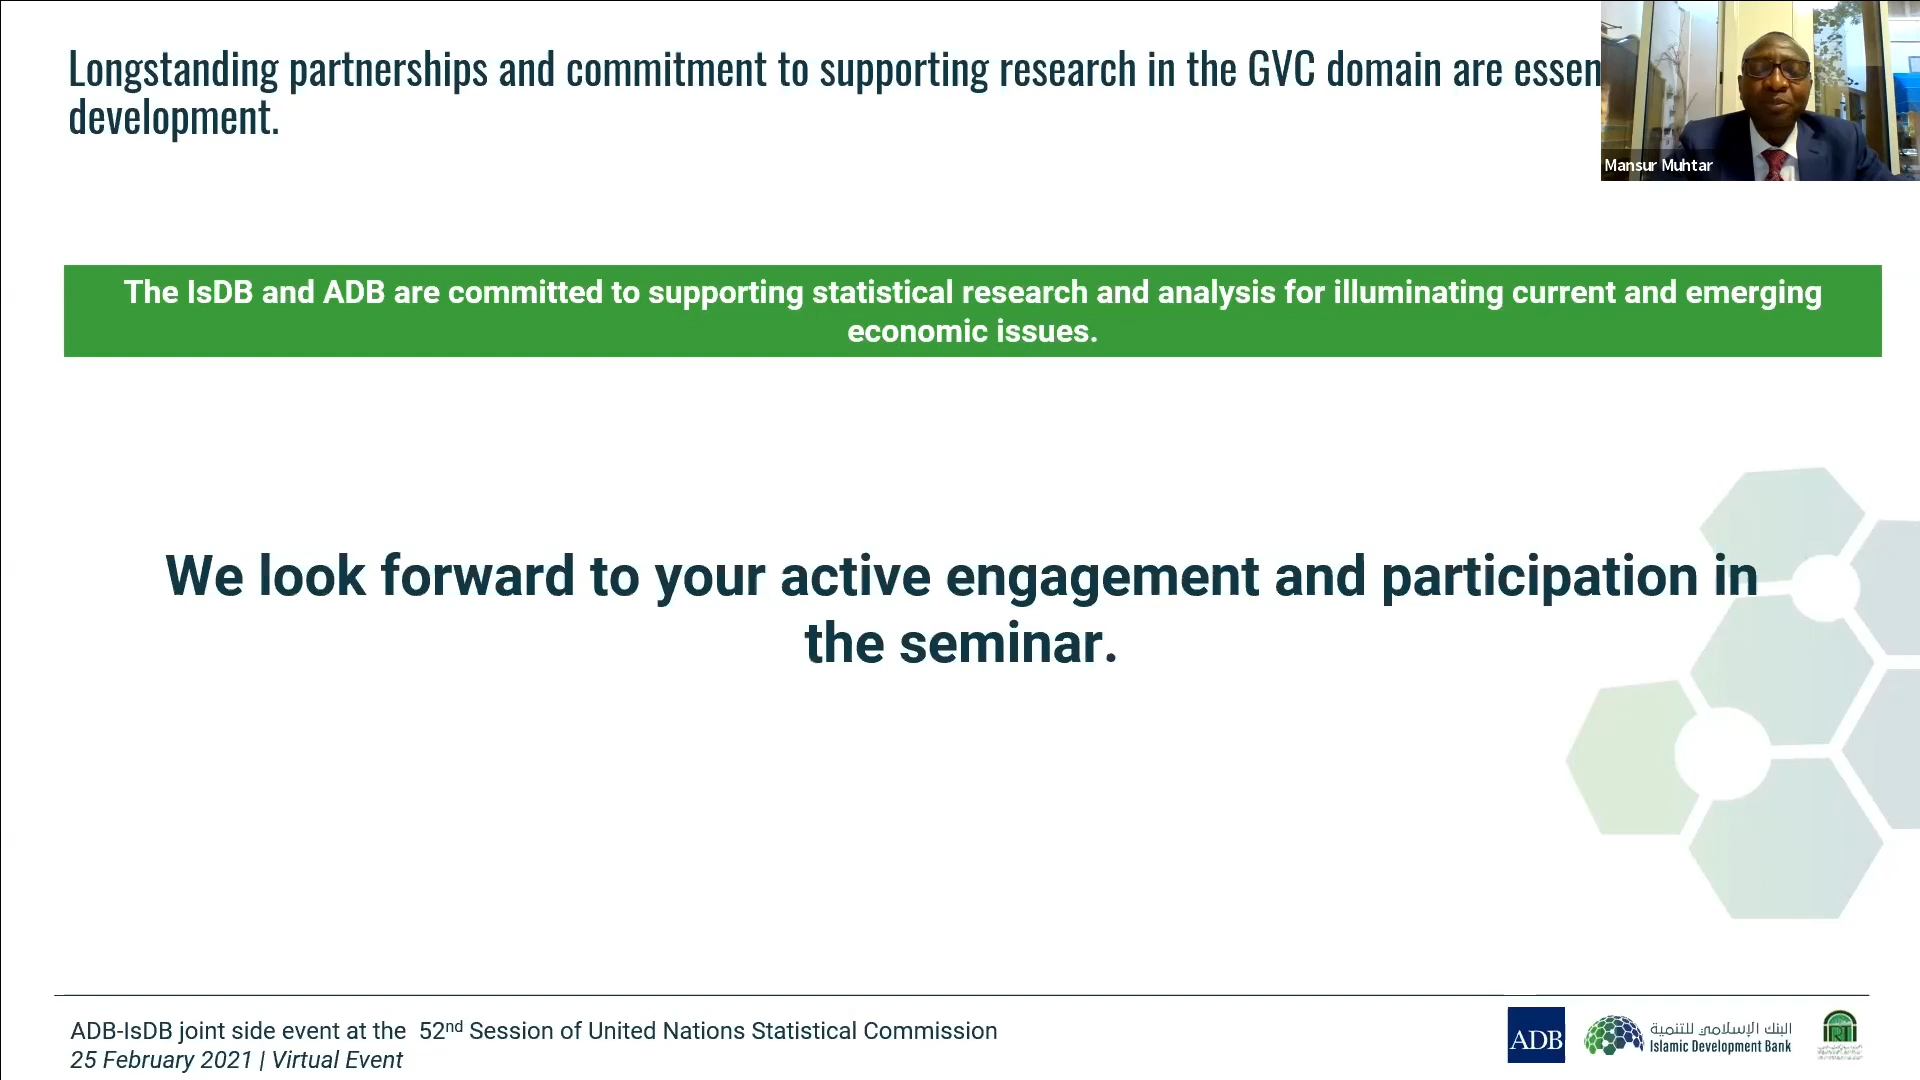 Longstanding partnerships and commitment to supporting research in the GVC domain are essen
development.
Mansur Muhtar
The IsDB and ADB are committed to supporting statistical research and analysis for illuminating current and emerging
economic issues.
We look forward to your active engagement and participation in
the seminar.
ADB-IsDB joint side event at the 52nd Session of United Nations Statistical Commission
25 February 2021 | Virtual Event
ADB
البنك الإسلامي للتنمية
Islamic Development Bank